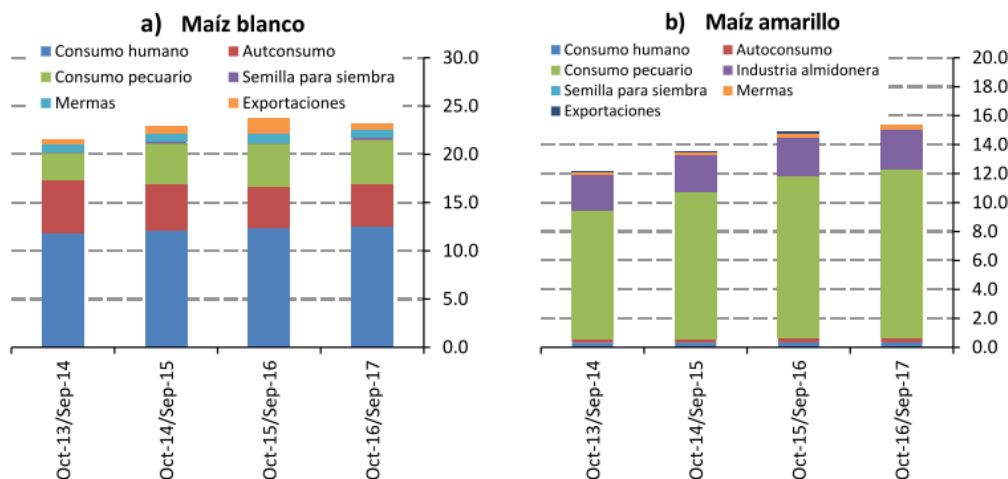 a) Maíz blanco
Consumo humano
Autconsumo
Consumo pecuario
Semilla para siembra
Mermas
Exportaciones
30.0
25.0
20.0
15.0
10.0
5.0
0.0
Oct-13/Sep-14
Oct-14/Sep-15
Oct-15/Sep-16
Oct-16/Sep-17
b) Maíz amarillo
Consumo humano
Autoconsumo
Consumo pecuario
Industria almidonera
Semilla para siembra
Mermas
Exportaciones
20.0
18.0
16.0
14.0
12.0
10.0
8.0
6.0
4.0
2.0
0.0
Oct-13/Sep-14
Oct-14/Sep-15
Oct-15/Sep-16
Oct-16/Sep-17